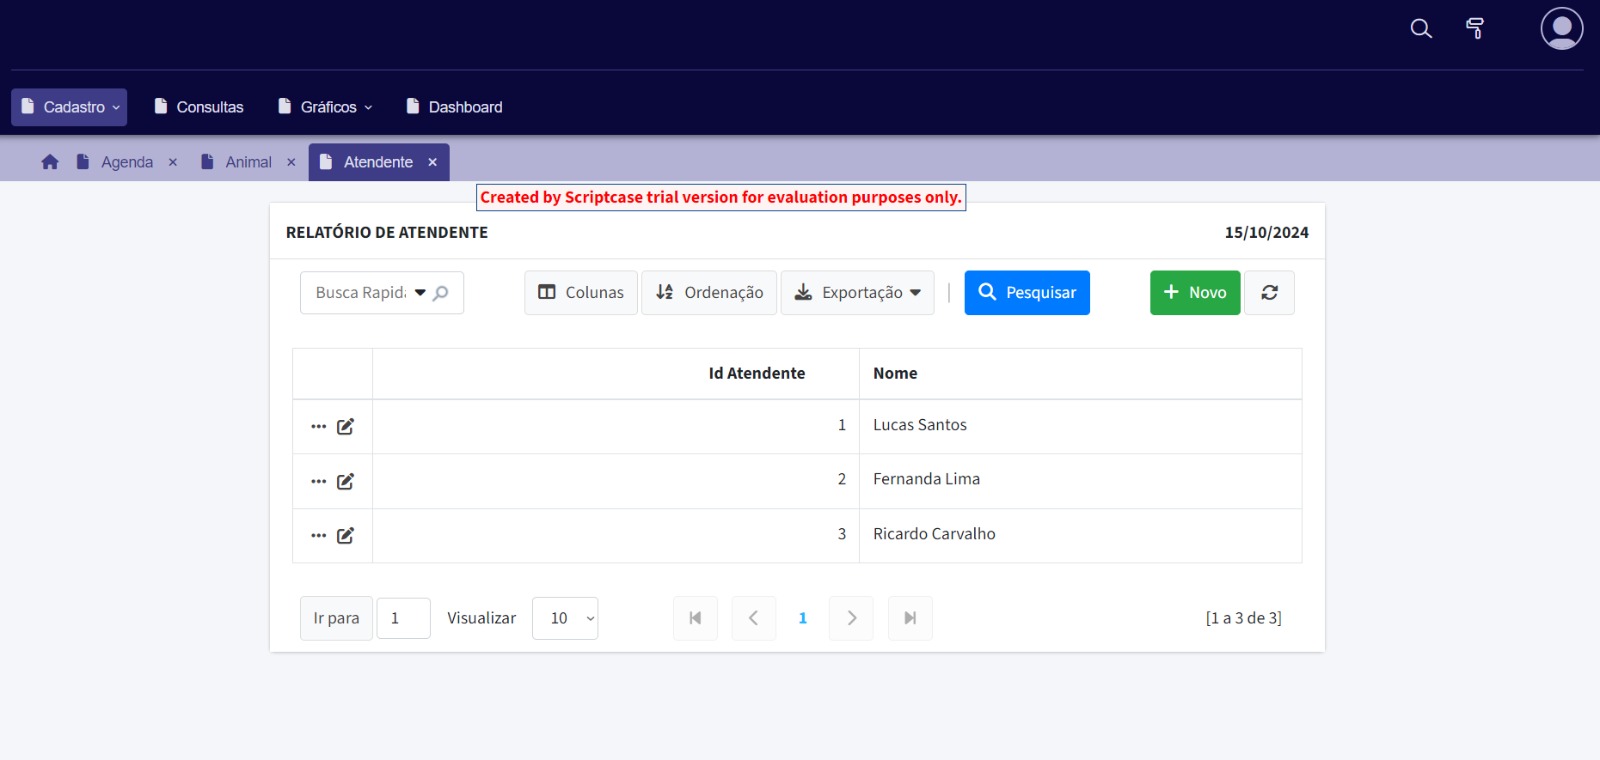 Cadastro Consultas Gráficos Dashboard
Agenda × Animal × Atendente ×
Created by Scriptcase trial version for evaluation purposes only.
RELATÓRIO DE ATENDENTE 15/10/2024
Busca Rapid Colunas Ordenação Exportação | Pesquisar + Novo
Id Atendente Nome
1 Lucas Santos
2 Fernanda Lima
3 Ricardo Carvalho
Ir para 1 Visualizar 10 1 [1 a 3 de 3]